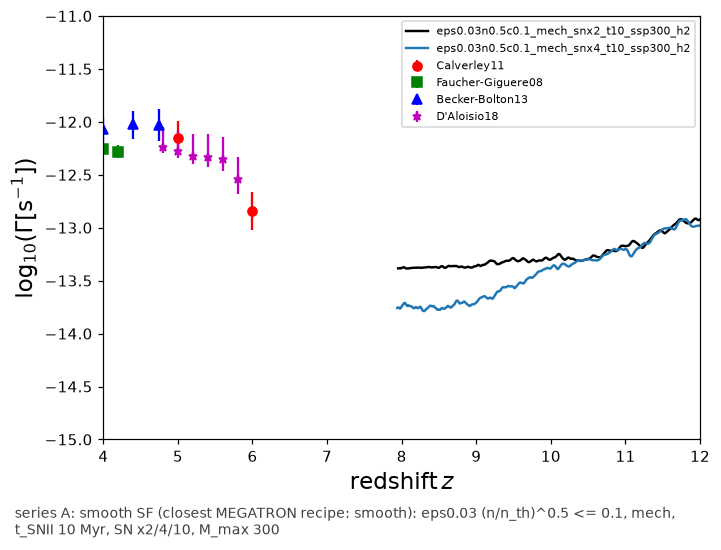 −11.0
−11.5
−12.0
−12.5
−13.0
−13.5
−14.0
−14.5
−15.0
log₁₀(Γ[s⁻¹])
eps0.03n0.5c0.1_mech_snx2_t10_ssp300_h2
eps0.03n0.5c0.1_mech_snx4_t10_ssp300_h2
Calverley11
Faucher-Giguere08
Becker-Bolton13
D'Aloisio18
4 5 6 7 8 9 10 11 12
redshift z
series A: smooth SF (closest MEGATRON recipe: smooth): eps0.03 (n/n_th)^0.5 <= 0.1, mech,
t_SNII 10 Myr, SN x2/4/10, M_max 300